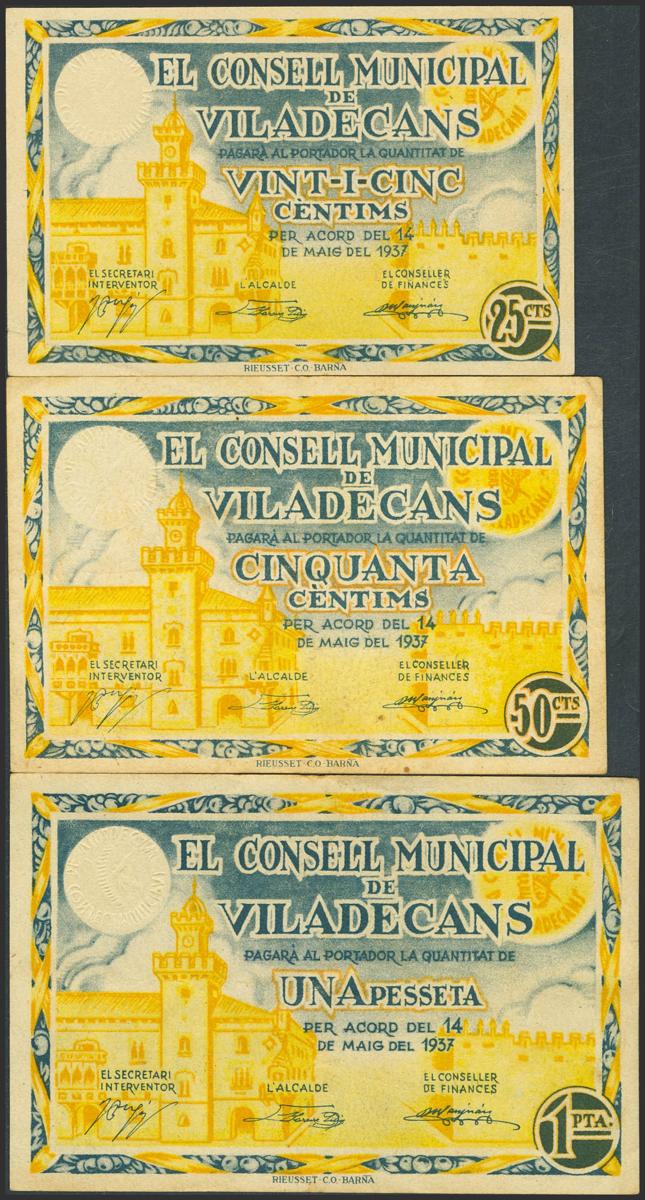 EL CONSELL MUNICIPAL
DE
VILADECANS
PAGARÀ AL PORTADOR LA QUANTITAT DE
VINT-I-CINC
CÈNTIMS
PER ACORD DEL 14
DE MAIG DEL 1937
EL SECRETARI
INTERVENTOR
L'ALCALDE
EL CONSELLER
DE FINANCES
25 CTS
RIEUSSET-C.O-BARÑA
EL CONSELL MUNICIPAL
DE
VILADECANS
PAGARÀ AL PORTADOR LA QUANTITAT DE
CINQUANTA
CÈNTIMS
PER ACORD DEL 14
DE MAIG DEL 1937
EL SECRETARI
INTERVENTOR
L'ALCALDE
EL CONSELLER
DE FINANCES
50 CTS
RIEUSSET-C.O-BARÑA
EL CONSELL MUNICIPAL
DE
VILADECANS
PAGARÀ AL PORTADOR LA QUANTITAT DE
UNA PESSETA
PER ACORD DEL 14
DE MAIG DEL 1937
EL SECRETARI
INTERVENTOR
L'ALCALDE
EL CONSELLER
DE FINANCES
1 PTA.
RIEUSSET-C.O-BARÑA